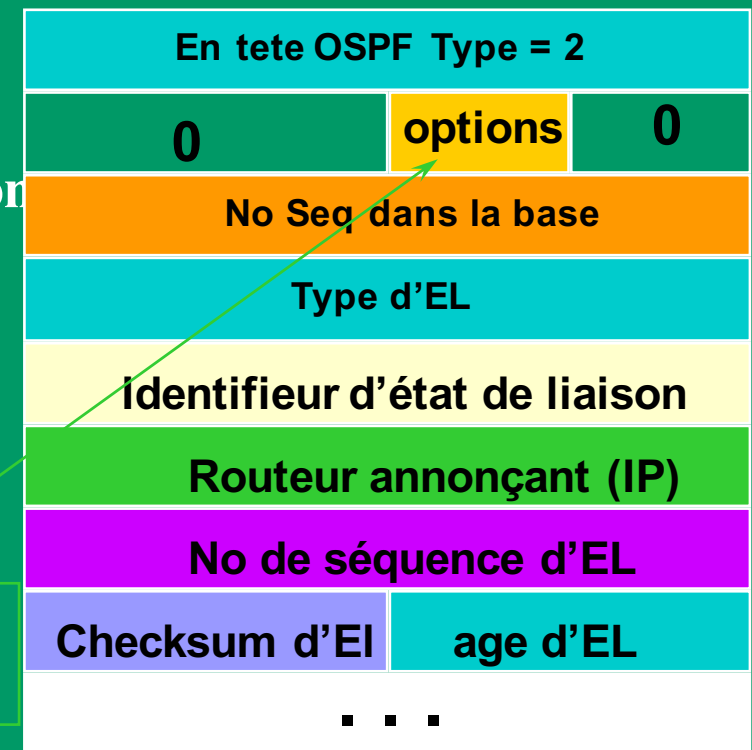 En tete OSPF Type = 2
0 options 0
No Seq dans la base
Type d’EL
Identifieur d’état de liaison
Routeur annonçant (IP)
No de séquence d’EL
Checksum d’El age d’EL
. . .